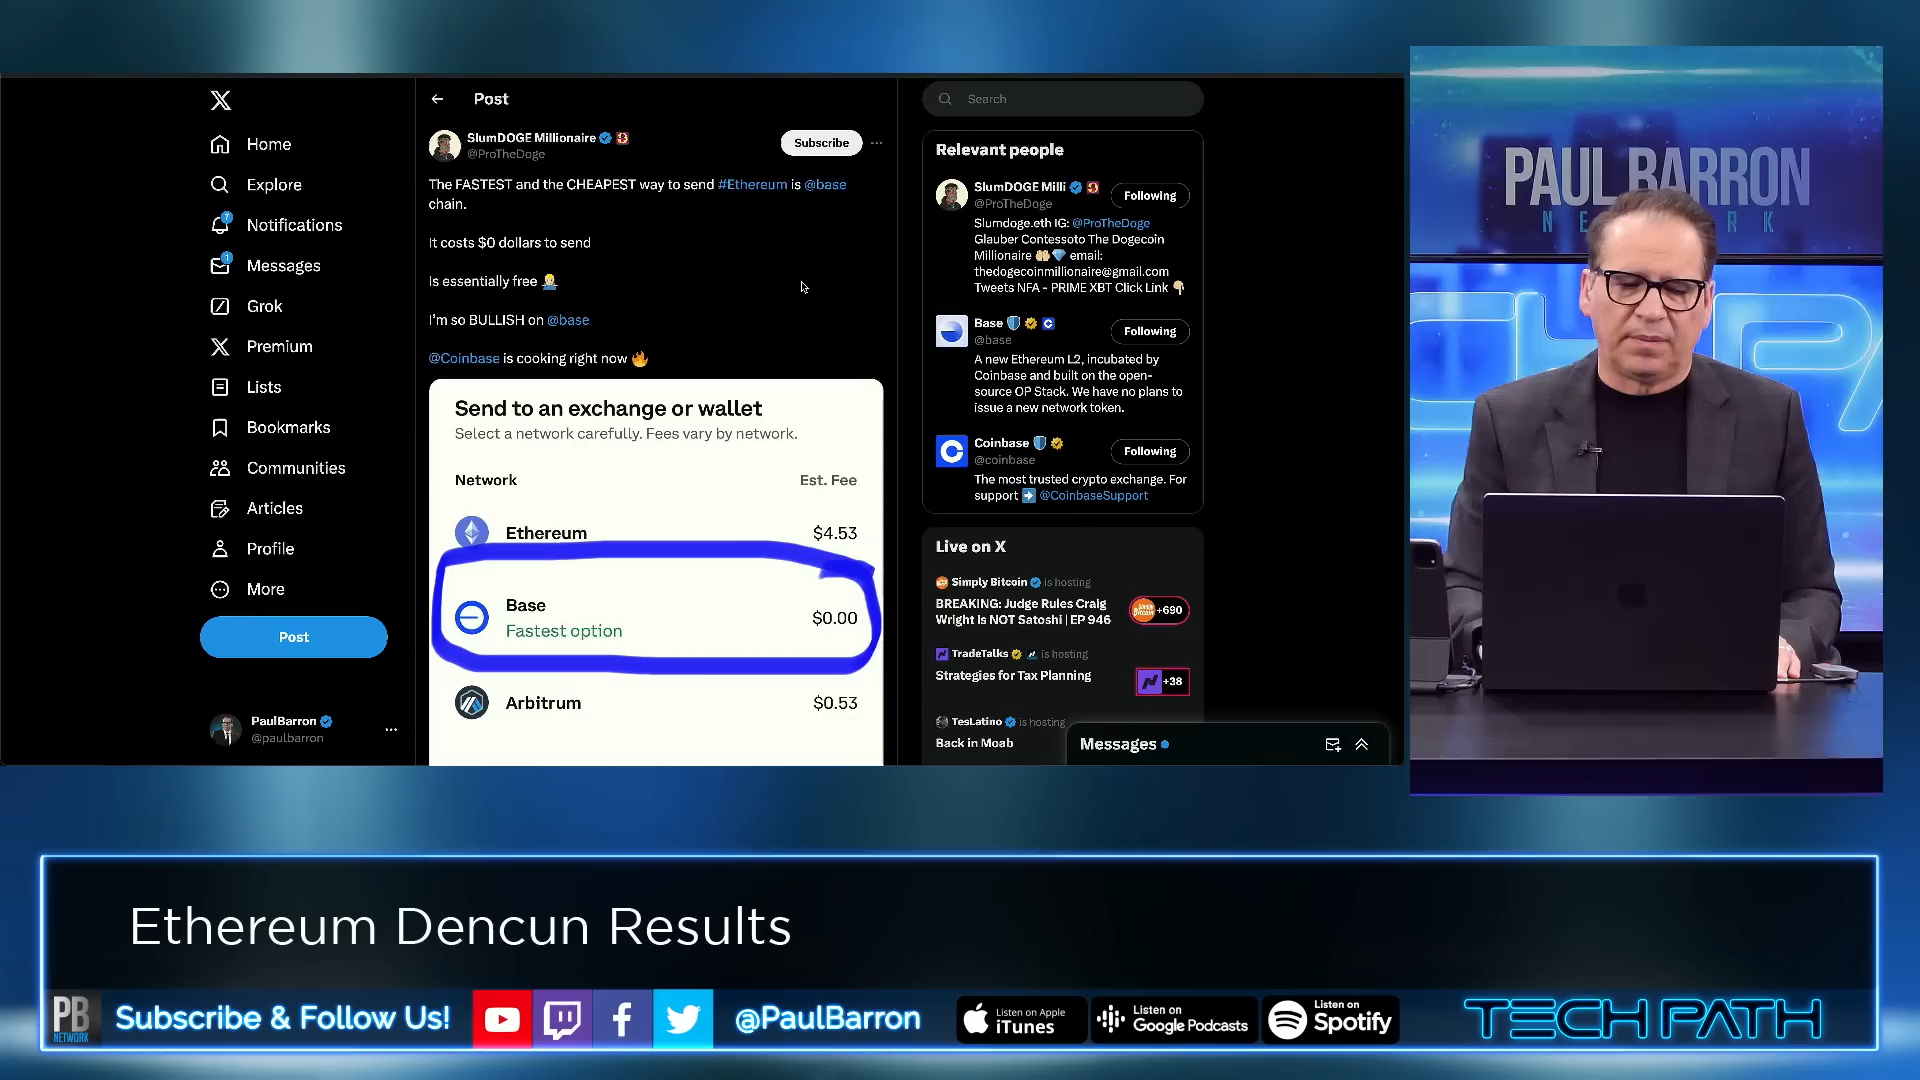 Home
Explore
7
Notifications
1
Messages
Grok
Premium
Lists
Bookmarks
Communities
Articles
Profile
More
Post
PaulBarron
@paulbarron
Post
SlumDOGE Millionaire
@ProTheDoge
Subscribe
The FASTEST and the CHEAPEST way to send #Ethereum is @base
chain.
It costs $0 dollars to send
Is essentially free
I'm so BULLISH on @base
@Coinbase is cooking right now
Send to an exchange or wallet
Select a network carefully. Fees vary by network.
Network Est. Fee
Ethereum $4.53
Base
Fastest option
$0.00
Arbitrum $0.53
Search
Relevant people
SlumDOGE Milli
@ProTheDoge
Following
Slumdoge.eth IG: @ProTheDoge
Glauber Contessoto The Dogecoin
Millionaire email:
thedogecoinmillionaire@gmail.com
Tweets NFA - PRIME XBT Click Link
Base
@base
Following
A new Ethereum L2, incubated by
Coinbase and built on the open-
source OP Stack. We have no plans to
issue a new network token.
Coinbase
@coinbase
Following
The most trusted crypto exchange. For
support @CoinbaseSupport
Live on X
Simply Bitcoin is hosting
BREAKING: Judge Rules Craig
Wright is NOT Satoshi | EP 946
+690
TradeTalks is hosting
Strategies for Tax Planning
+38
TesLatino is hosting
Back in Moab
Messages
PAUL BARRON
Ethereum Dencun Results
PB
NETWORK
Subscribe & Follow Us!
@PaulBarron
Listen on Apple
iTunes
Listen on
Google Podcasts
Listen on
Spotify
TECH PATH